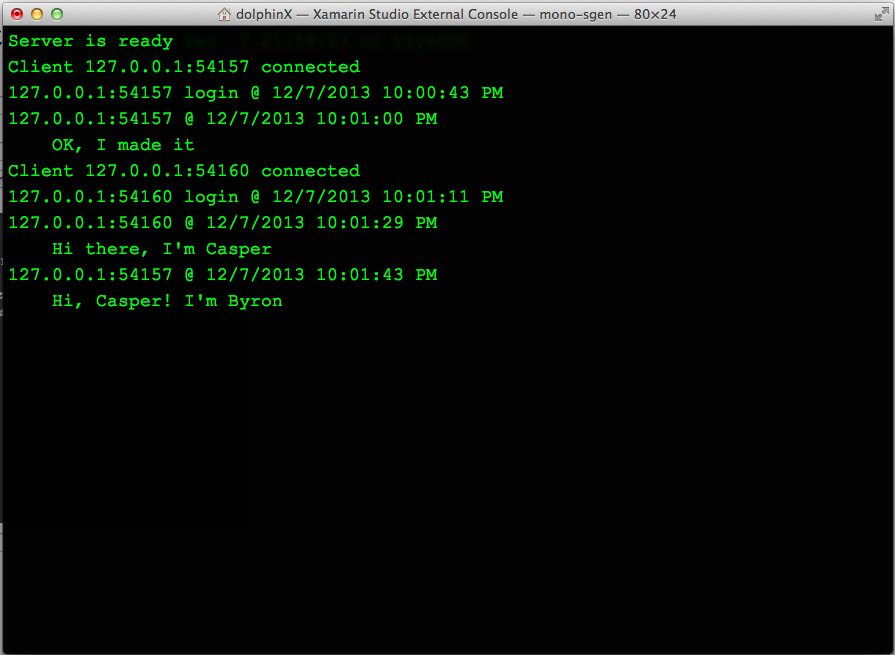 dolphinX — Xamarin Studio External Console — mono-sgen — 80×24
Server is ready
Client 127.0.0.1:54157 connected
127.0.0.1:54157 login @ 12/7/2013 10:00:43 PM
127.0.0.1:54157 @ 12/7/2013 10:01:00 PM
    OK, I made it
Client 127.0.0.1:54160 connected
127.0.0.1:54160 login @ 12/7/2013 10:01:11 PM
127.0.0.1:54160 @ 12/7/2013 10:01:29 PM
    Hi there, I'm Casper
127.0.0.1:54157 @ 12/7/2013 10:01:43 PM
    Hi, Casper! I'm Byron